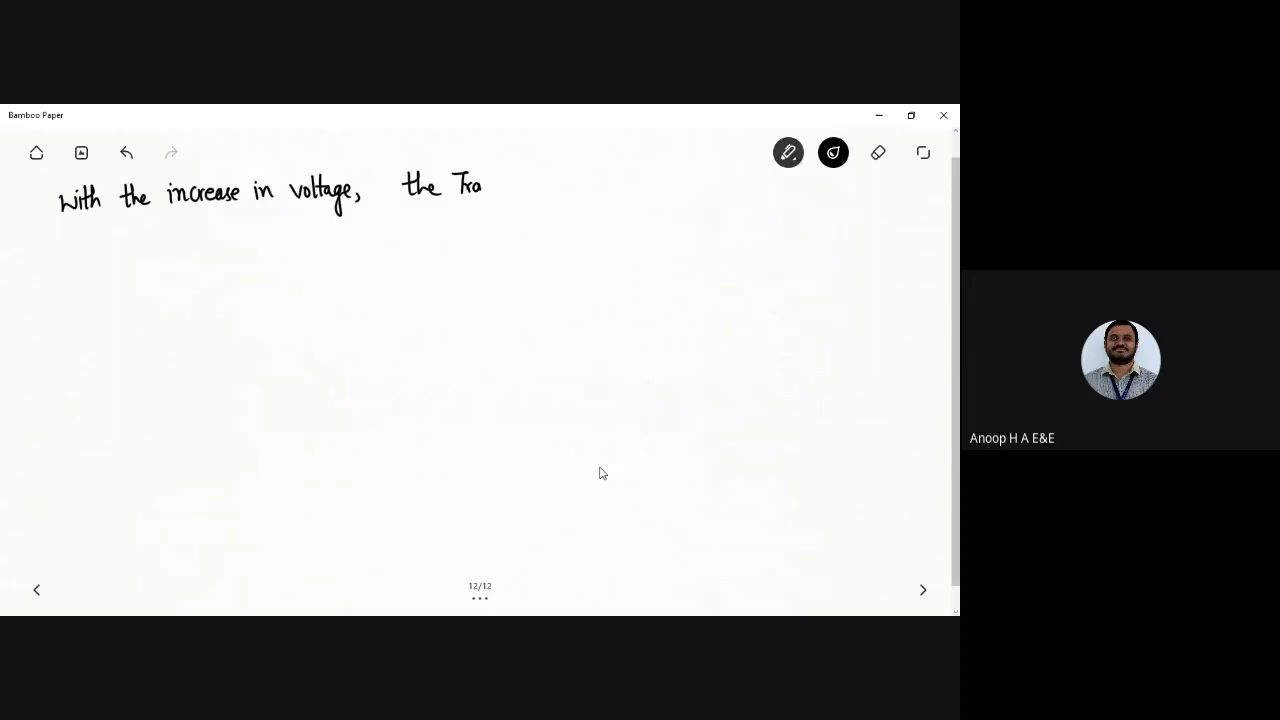 Bamboo Paper
With the increase in voltage, the Tra
Anoop H A E&E
12/12